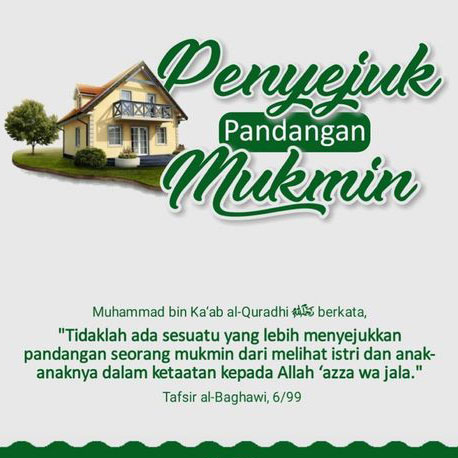 Penyejuk
Pandangan
Mukmin
Muhammad bin Ka‘ab al-Quradhi berkata,
"Tidaklah ada sesuatu yang lebih menyejukkan
pandangan seorang mukmin dari melihat istri dan anak-
anaknya dalam ketaatan kepada Allah ‘azza wa jala."
Tafsir al-Baghawi, 6/99